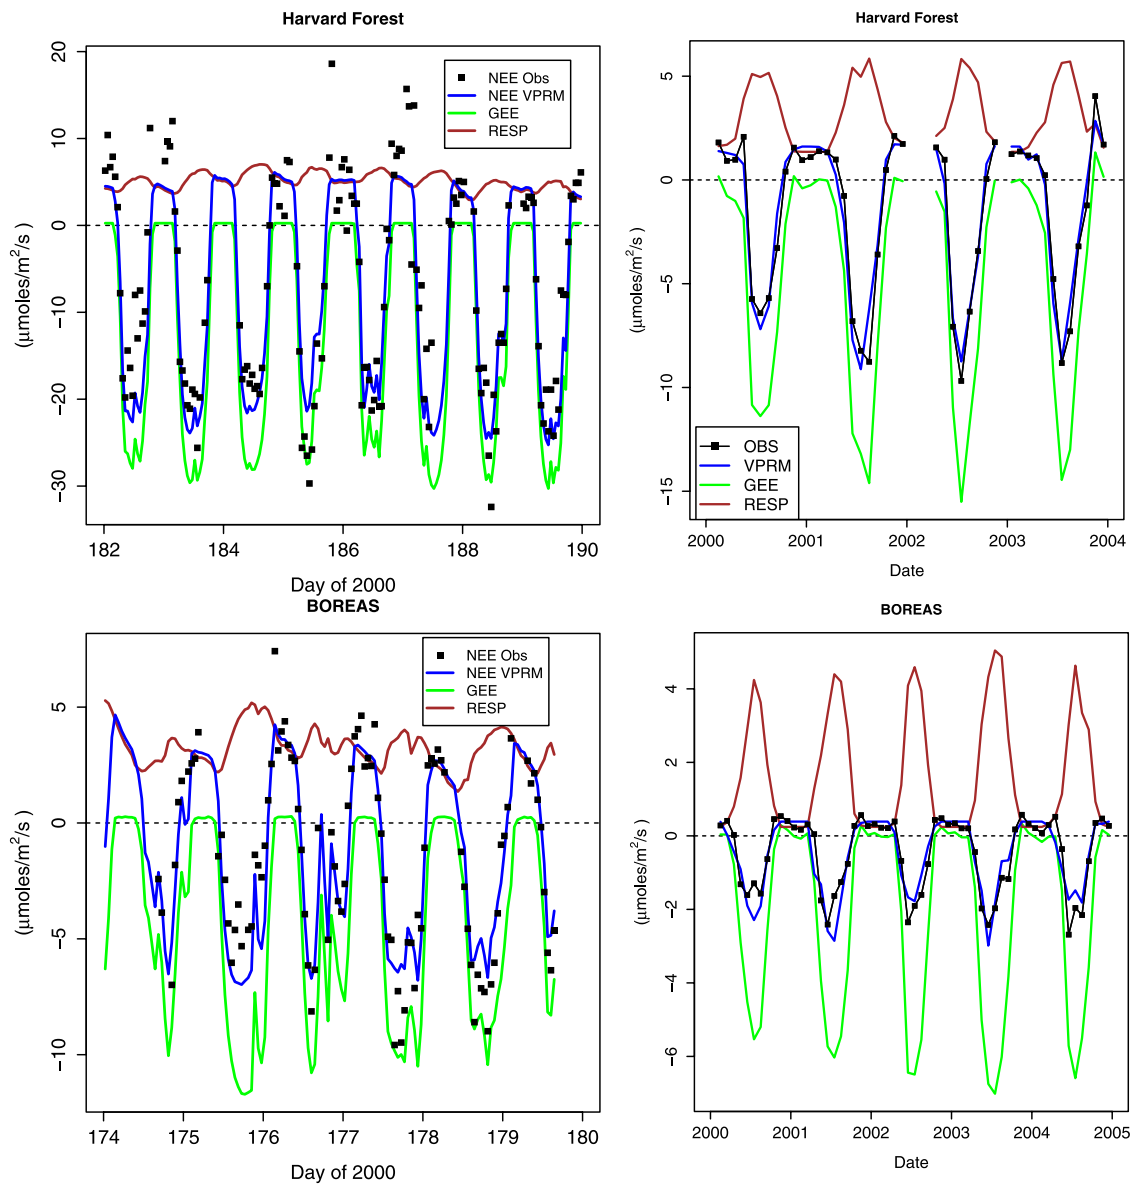 Harvard Forest
20
10
0
−10
−20
−30
(μmoles/m²/s )
NEE Obs
NEE VPRM
GEE
RESP
182
184
186
188
190
Day of 2000
Harvard Forest
5
0
−5
−10
−15
(μmoles/m²/s )
OBS
VPRM
GEE
RESP
2000
2001
2002
2003
2004
Date
BOREAS
5
0
−5
−10
(μmoles/m²/s )
NEE Obs
NEE VPRM
GEE
RESP
174
175
176
177
178
179
180
Day of 2000
BOREAS
4
2
0
−2
−4
−6
(μmoles/m²/s )
2000
2001
2002
2003
2004
2005
Date